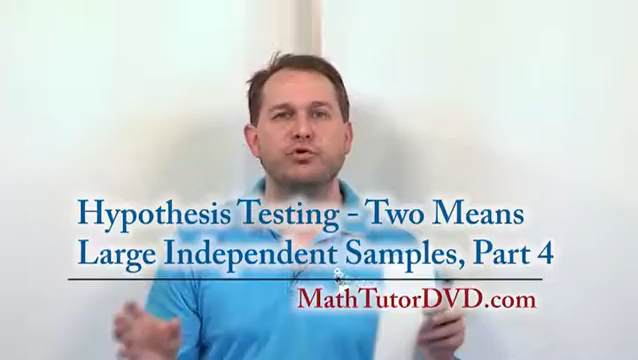 Hypothesis Testing - Two Means
Large Independent Samples, Part 4
MathTutorDVD.com